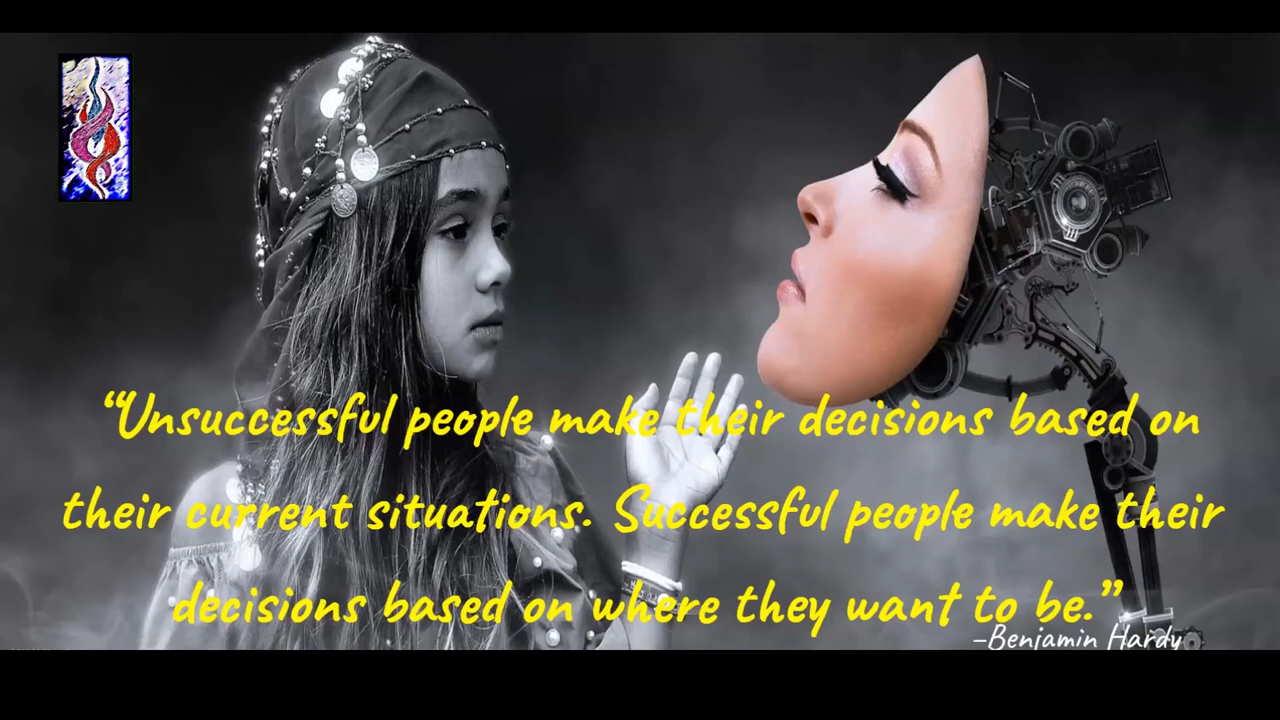 “Unsuccessful people make their decisions based on
their current situations. Successful people make their
decisions based on where they want to be.”
–Benjamin Hardy